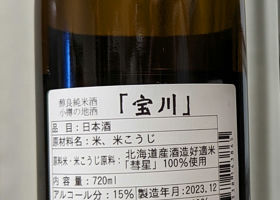 醇良純米酒
小樽の地酒
「宝川」
品目:日本酒
原材料名:米、米こうじ
原料米・米こうじ原料米
北海道産酒造好適米
「彗星」100%使用
内容量:720ml
アルコール分:15% 製造年月:2023.12